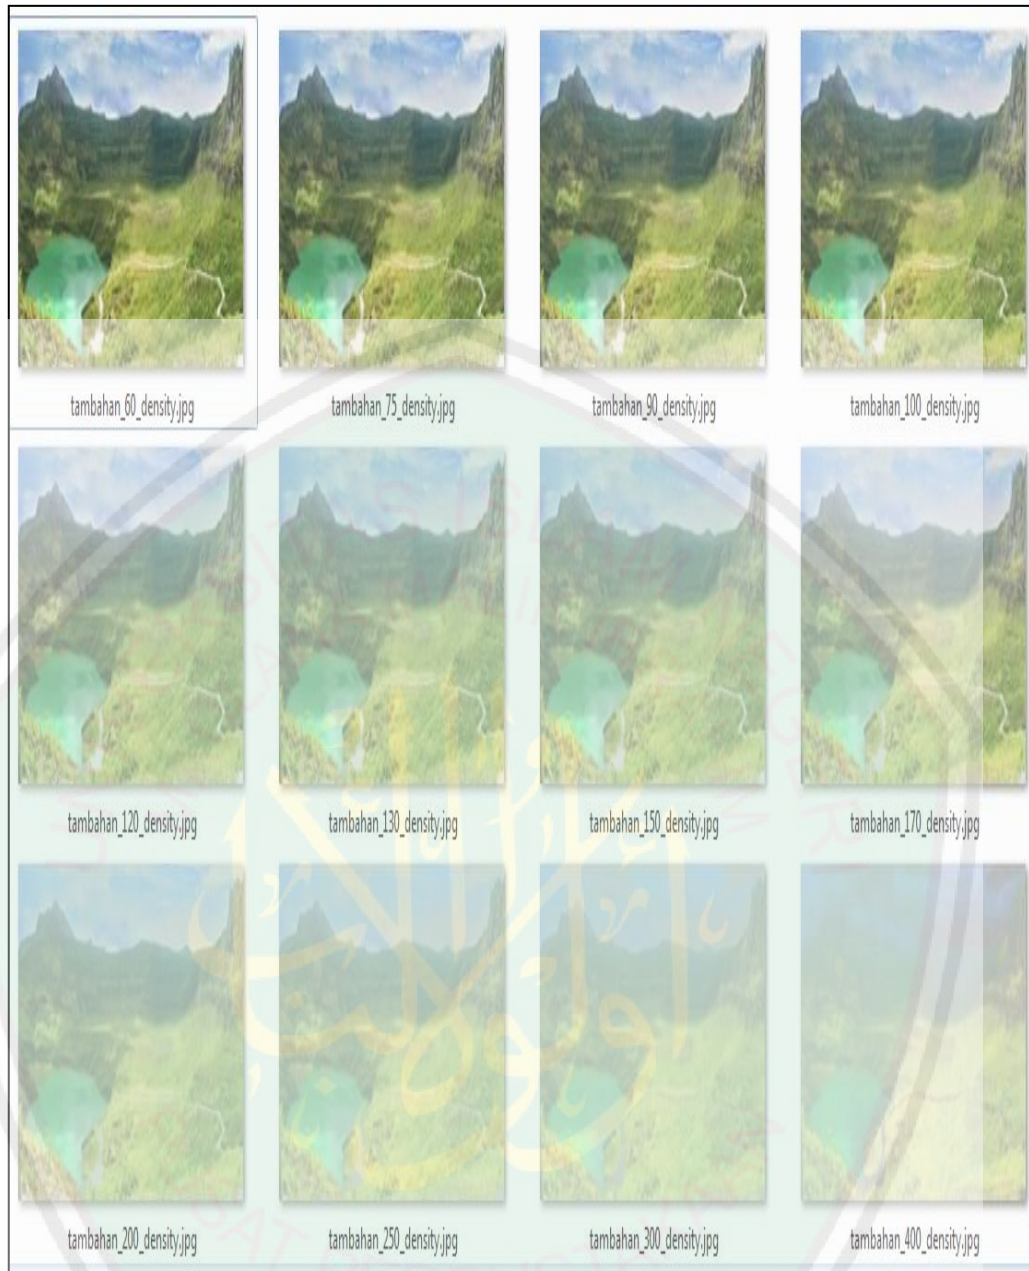 tambahan_60_density.jpg
tambahan_75_density.jpg
tambahan_90_density.jpg
tambahan_100_density.jpg
tambahan_120_density.jpg
tambahan_130_density.jpg
tambahan_150_density.jpg
tambahan_170_density.jpg
tambahan_200_density.jpg
tambahan_250_density.jpg
tambahan_300_density.jpg
tambahan_400_density.jpg